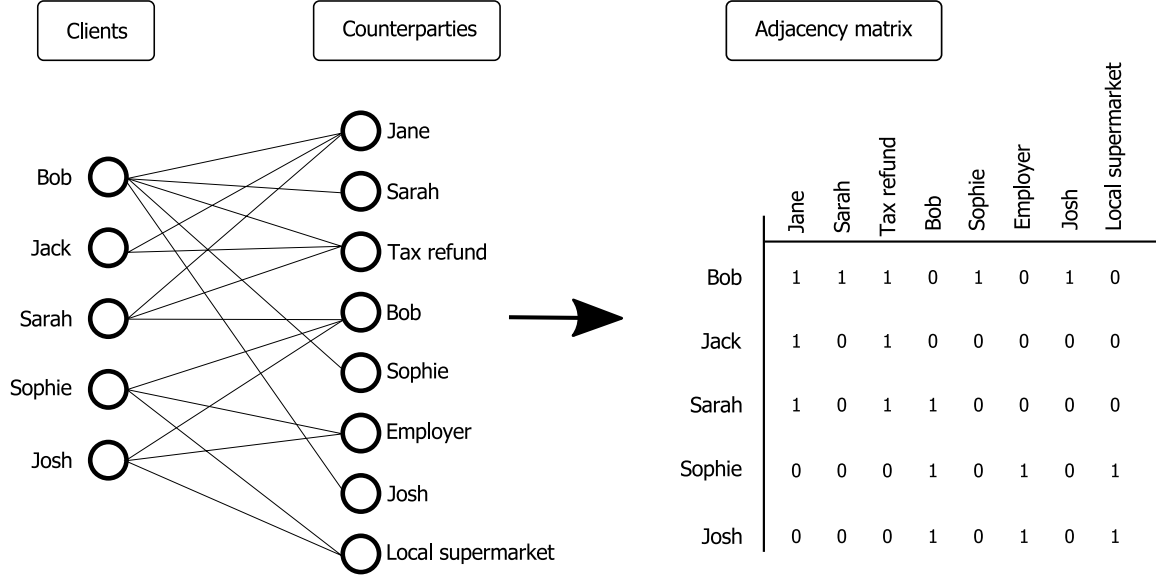 Clients
Counterparties
Adjacency matrix
Jane
Sarah
Tax refund
Bob
Sophie
Employer
Josh
Local supermarket
Bob
Jack
Sarah
Sophie
Josh
Jane
Sarah
Tax refund
Bob
Sophie
Employer
Josh
Local supermarket
Bob 1 1 1 0 1 0 1 0
Jack 1 0 1 0 0 0 0 0
Sarah 1 0 1 1 0 0 0 0
Sophie 0 0 0 1 0 1 0 1
Josh 0 0 0 1 0 1 0 1